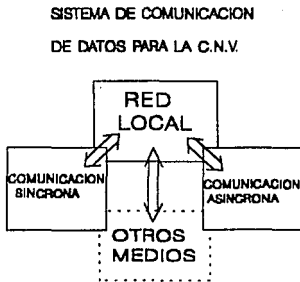 SISTEMA DE COMUNICACION
DE DATOS PARA LA C.N.V.
RED
LOCAL
COMUNICACION
SINCRONA
COMUNICACION
ASINCRONA
OTROS
MEDIOS